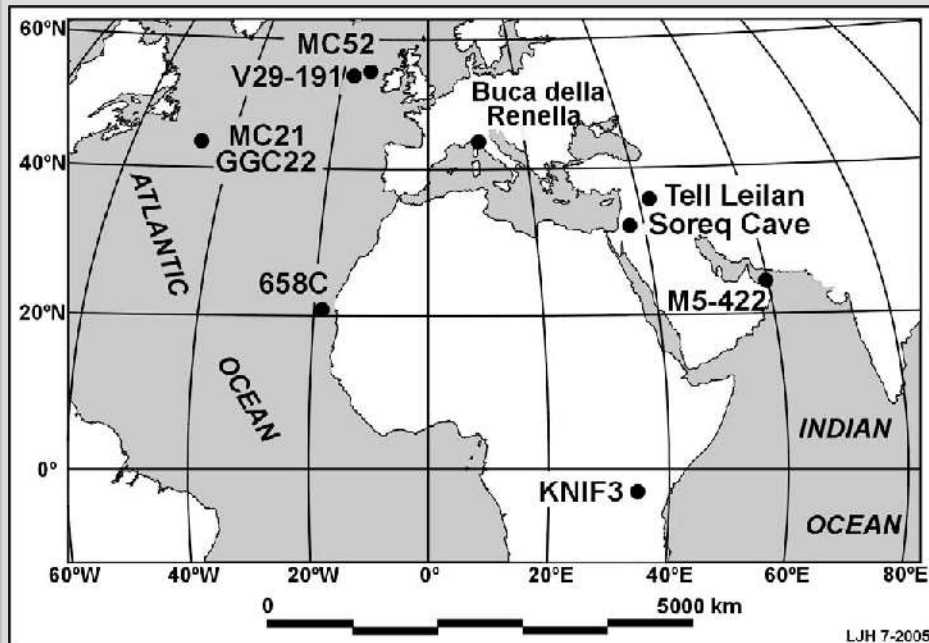 60°N
MC52
V29-191
Buca della
Renella
MC21
GGC22
40°N
ATLANTIC
Tell Leilan
Soreq Cave
658C
M5-422
20°N
OCEAN
INDIAN
0°
KNIF3
OCEAN
60°W
40°W
20°W
0°
20°E
40°E
60°E
80°E
0
5000 km
LJH 7-2005